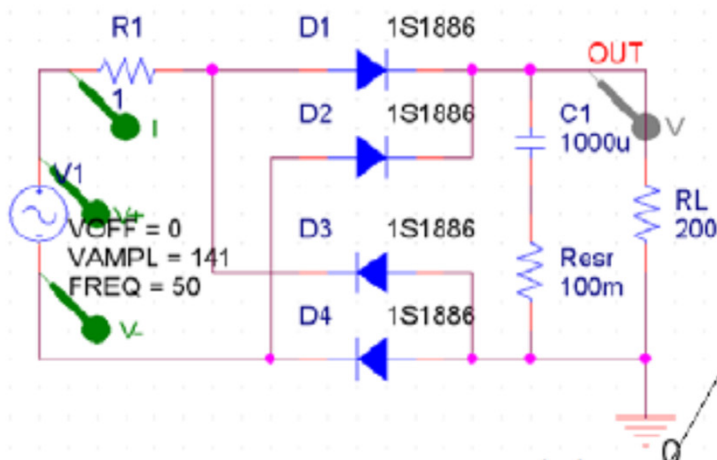 R1
1
D1
1S1886
D2
1S1886
D3
1S1886
D4
1S1886
OUT
V
I
C1
1000u
V1
V+
VOFF = 0
VAMPL = 141
FREQ = 50
V-
RL
200
Resr
100m
0